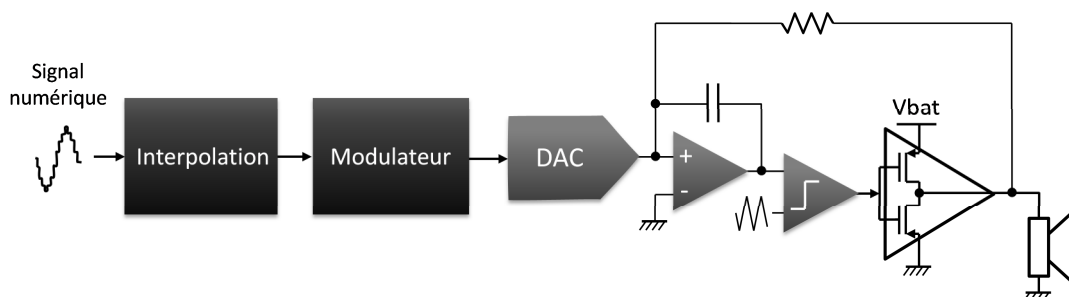 Signal
numérique
Interpolation
Modulateur
DAC
+
-
Vbat